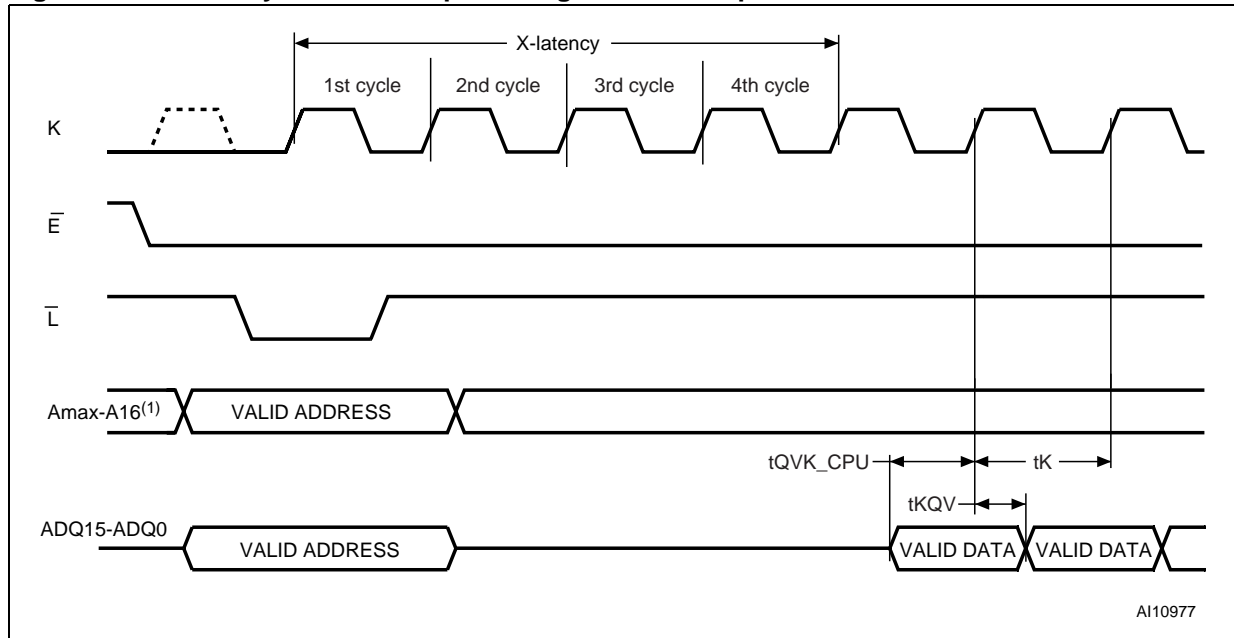 X-latency
1st cycle 2nd cycle 3rd cycle 4th cycle
K
E
L
Amax-A16(1) VALID ADDRESS
tQVK_CPU tK
tKQV
ADQ15-ADQ0
VALID ADDRESS VALID DATA VALID DATA
AI10977